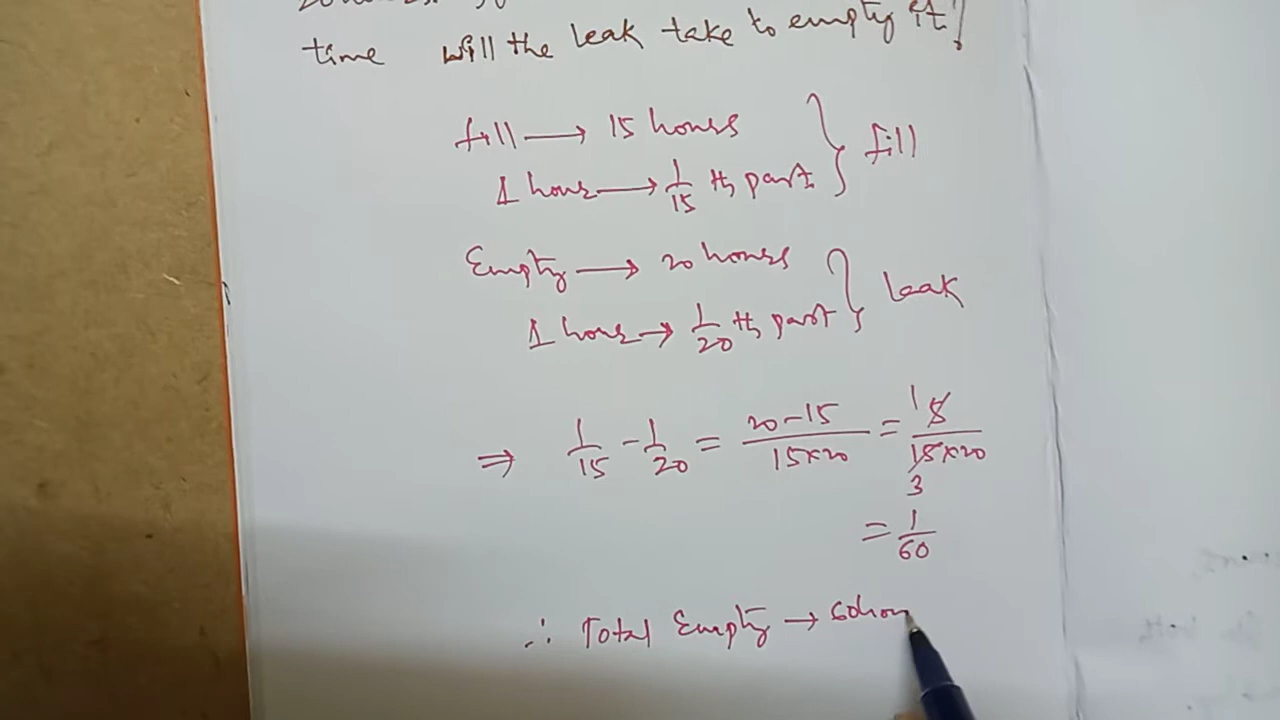 time will the leak take to empty it?
fill → 15 hours
1 hour → 1/15 th part } fill
Empty → 20 hours
1 hour → 1/20 th part } leak
⇒ 1/15 - 1/20 = 20-15/15×20 = 1 5/15×20
3
= 1/60
∴ Total Empty → 60hou